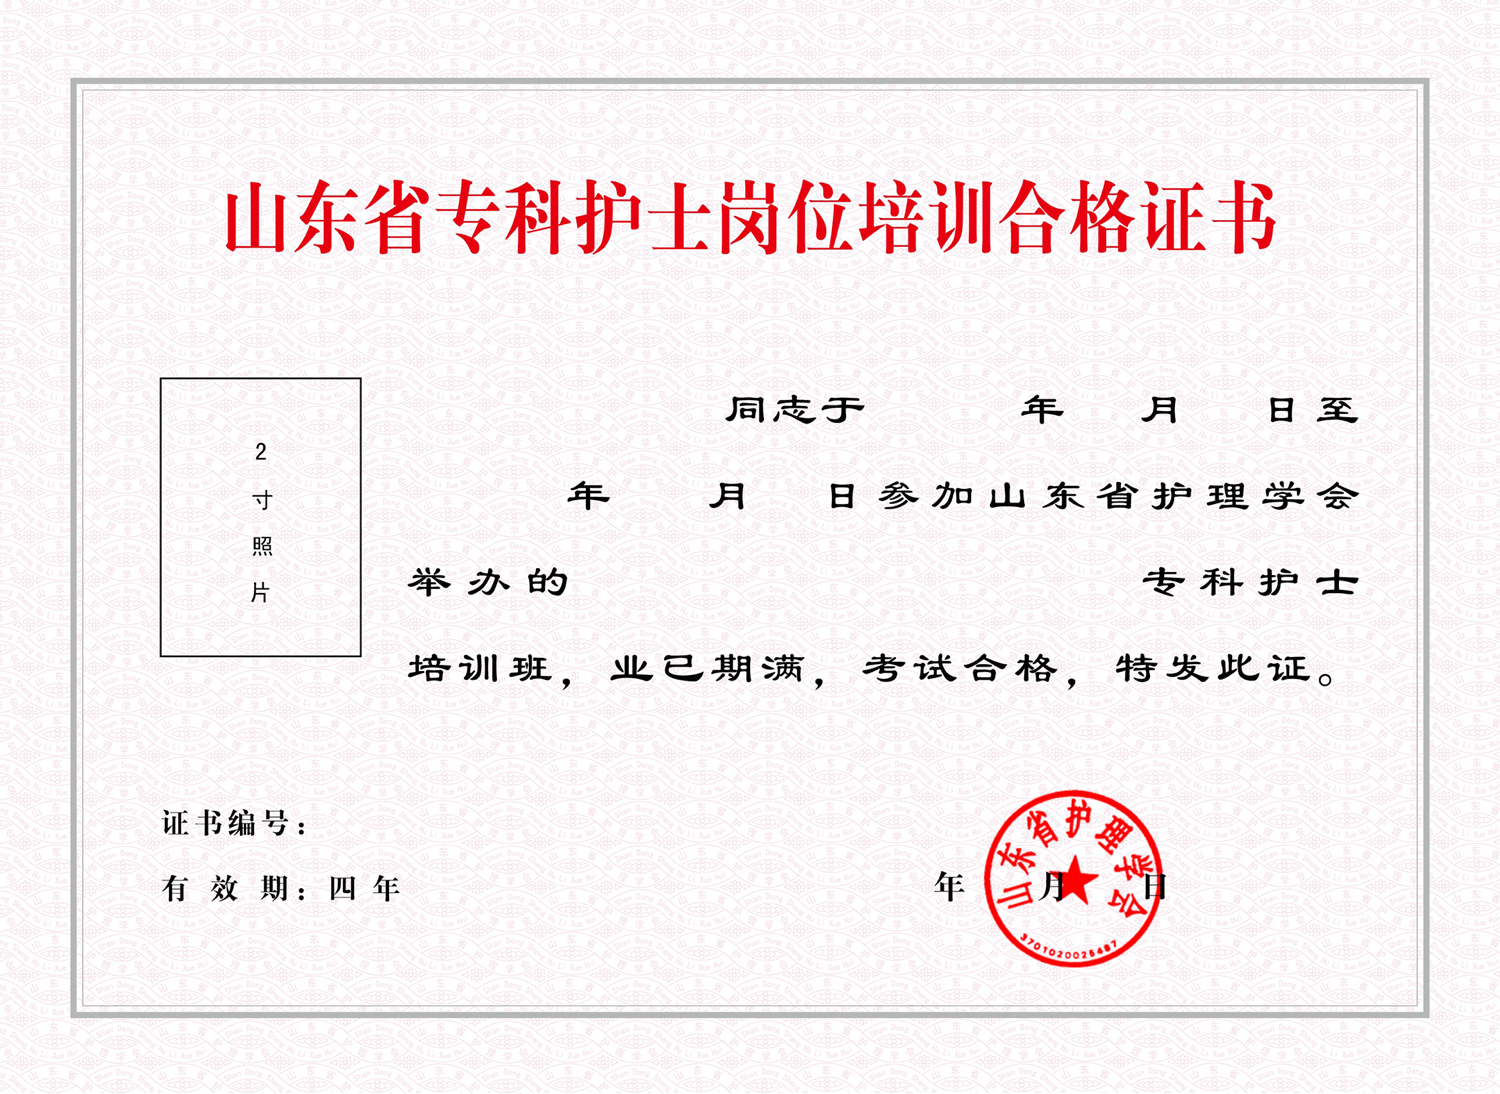 山东省专科护士岗位培训合格证书
2
寸
照
片
同志于 年 月 日至
年 月 日参加山东省护理学会
举办的 专科护士
培训班，业已期满，考试合格，特发此证。
证书编号：
有 效 期：四 年
年 月 日
山东省护理学会
3701020025487